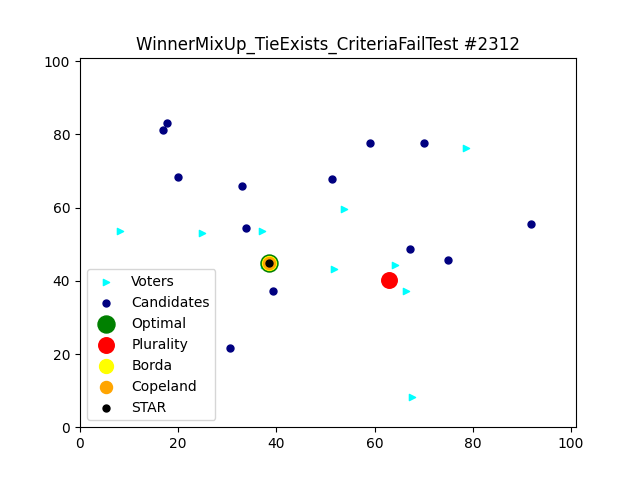 WinnerMixUp_TieExists_CriteriaFailTest #2312
100
80
60
40
20
0
Voters
Candidates
Optimal
Plurality
Borda
Copeland
STAR
0 20 40 60 80 100